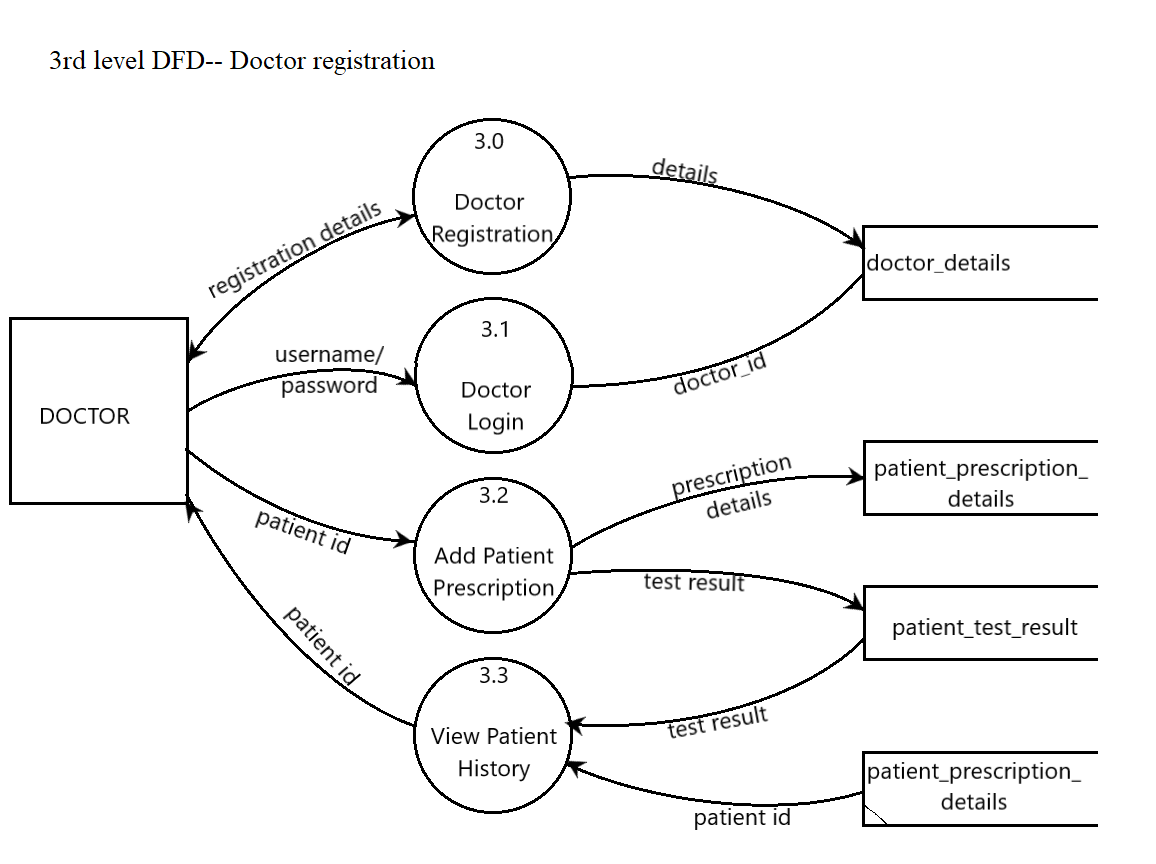 3rd level DFD-- Doctor registration
3.0
Doctor
Registration
details
registration details
doctor_details
3.1
Doctor
Login
username/
password
doctor_id
DOCTOR
3.2
Add Patient
Prescription
prescription
details
patient_prescription_
details
patient id
test result
patient_test_result
3.3
View Patient
History
patient id
test result
patient_prescription_
details
patient id